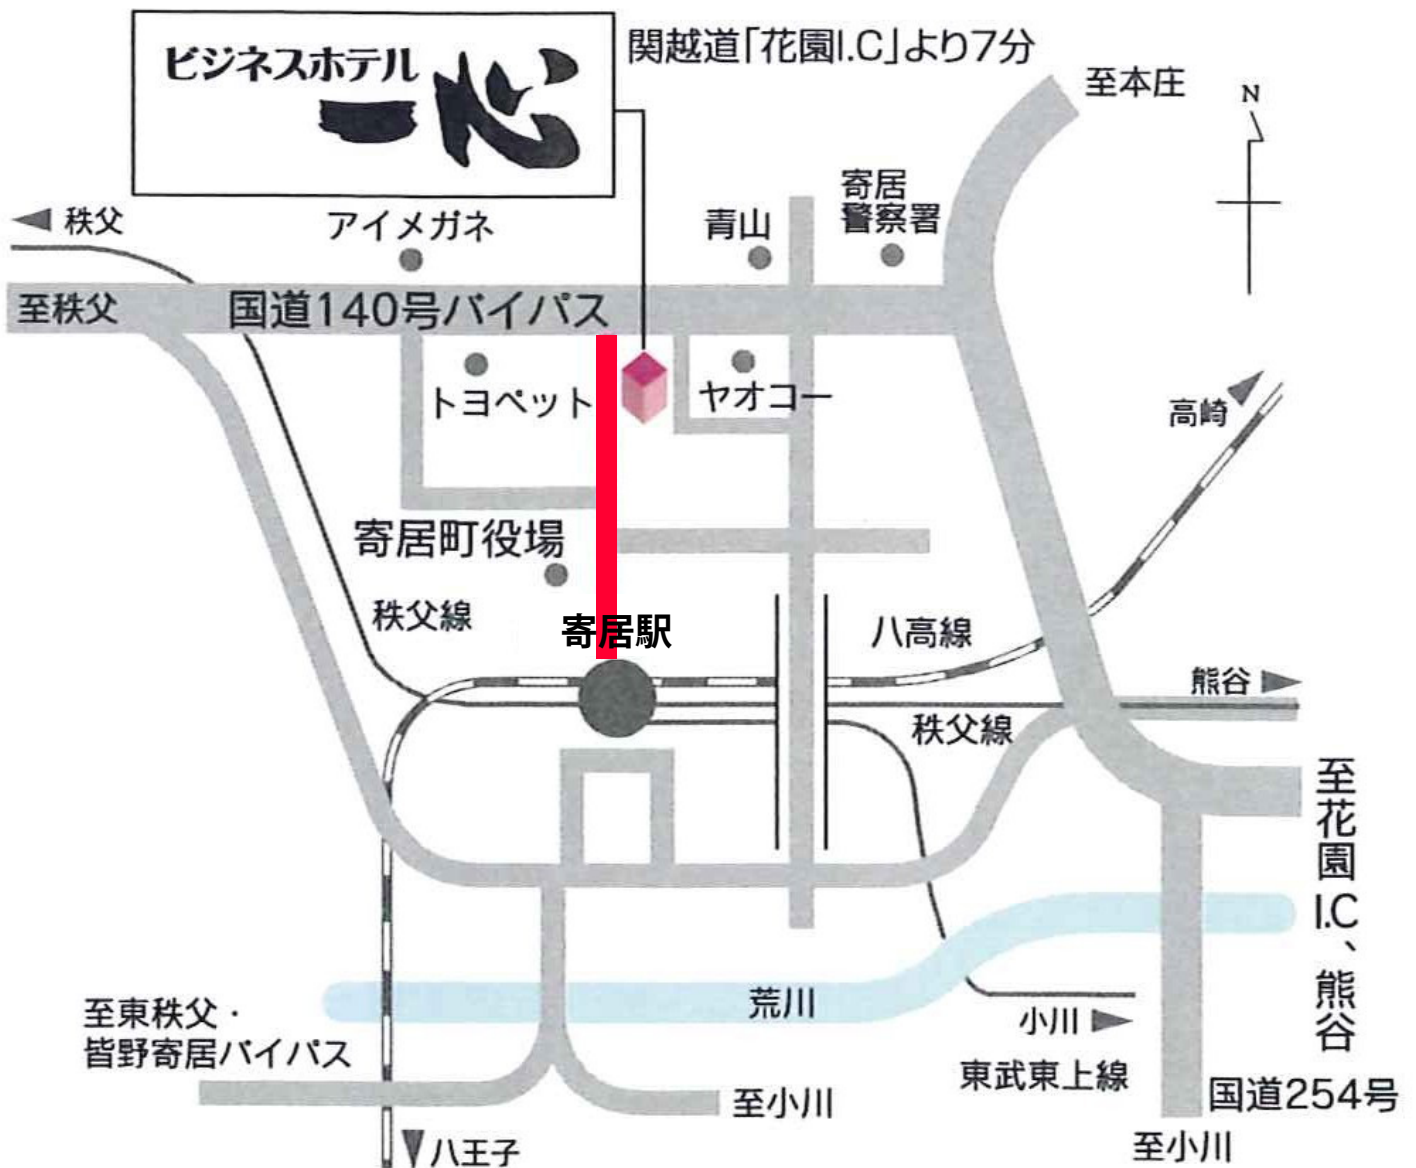 ビジネスホテル
一心
関越道「花園I.C」より7分
至本庄
N
秩父
アイメガネ
青山
寄居
警察署
至秩父
国道140号バイパス
トヨペット
ヤオコー
高崎
寄居町役場
秩父線
寄居駅
八高線
熊谷
秩父線
至花園I.C、熊谷
荒川
至東秩父・
皆野寄居バイパス
小川
東武東上線
国道254号
至小川
至小川
八王子